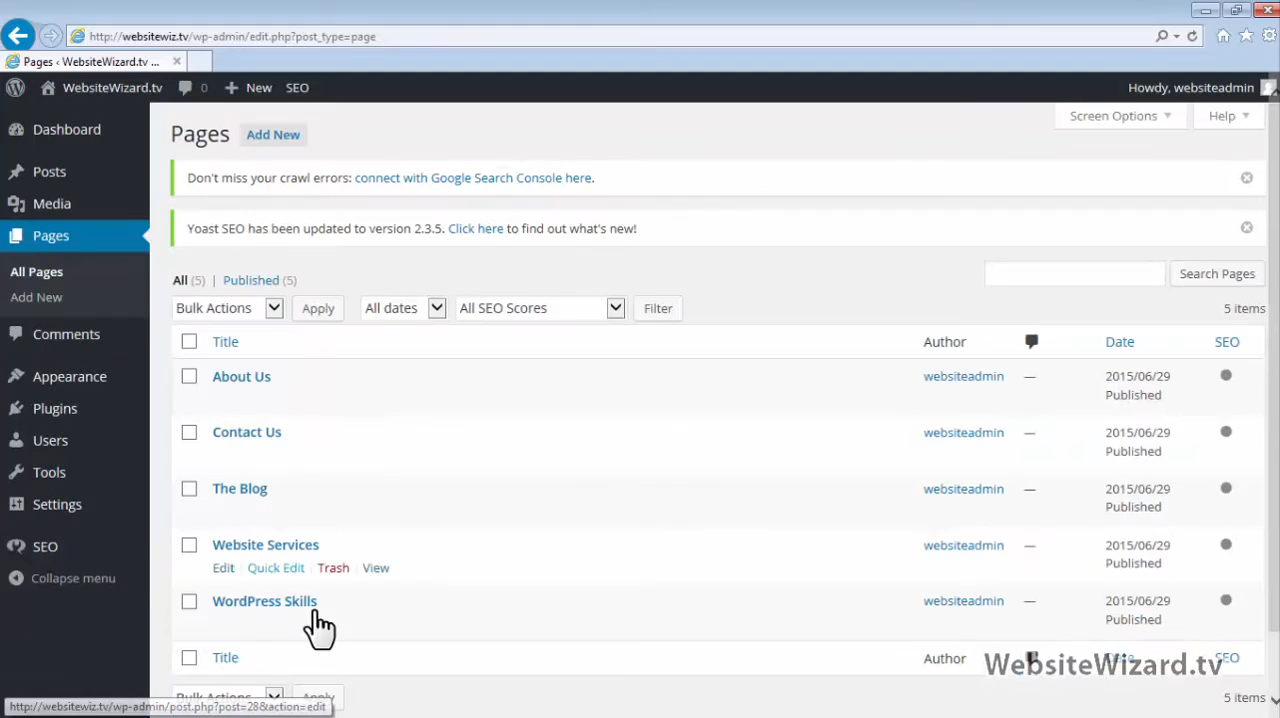 http://websitewiz.tv/wp-admin/edit.php?post_type=page
Pages ‹ WebsiteWizard.tv ...
WebsiteWizard.tv 0 New SEO Howdy, websiteadmin
Dashboard
Posts
Media
Pages
All Pages
Add New
Comments
Appearance
Plugins
Users
Tools
Settings
SEO
Collapse menu
Screen Options Help
Pages Add New
Don't miss your crawl errors: connect with Google Search Console here.
Yoast SEO has been updated to version 2.3.5. Click here to find out what's new!
All (5) | Published (5)
Search Pages
Bulk Actions Apply All dates All SEO Scores Filter 5 items
Title Author Date SEO
About Us websiteadmin — 2015/06/29
Published
Contact Us websiteadmin — 2015/06/29
Published
The Blog websiteadmin — 2015/06/29
Published
Website Services websiteadmin — 2015/06/29
Edit | Quick Edit | Trash | View Published
WordPress Skills websiteadmin — 2015/06/29
Published
Title Author Date SEO
WebsiteWizard.tv
Bulk Actions Apply 5 items
http://websitewiz.tv/wp-admin/post.php?post=28&action=edit